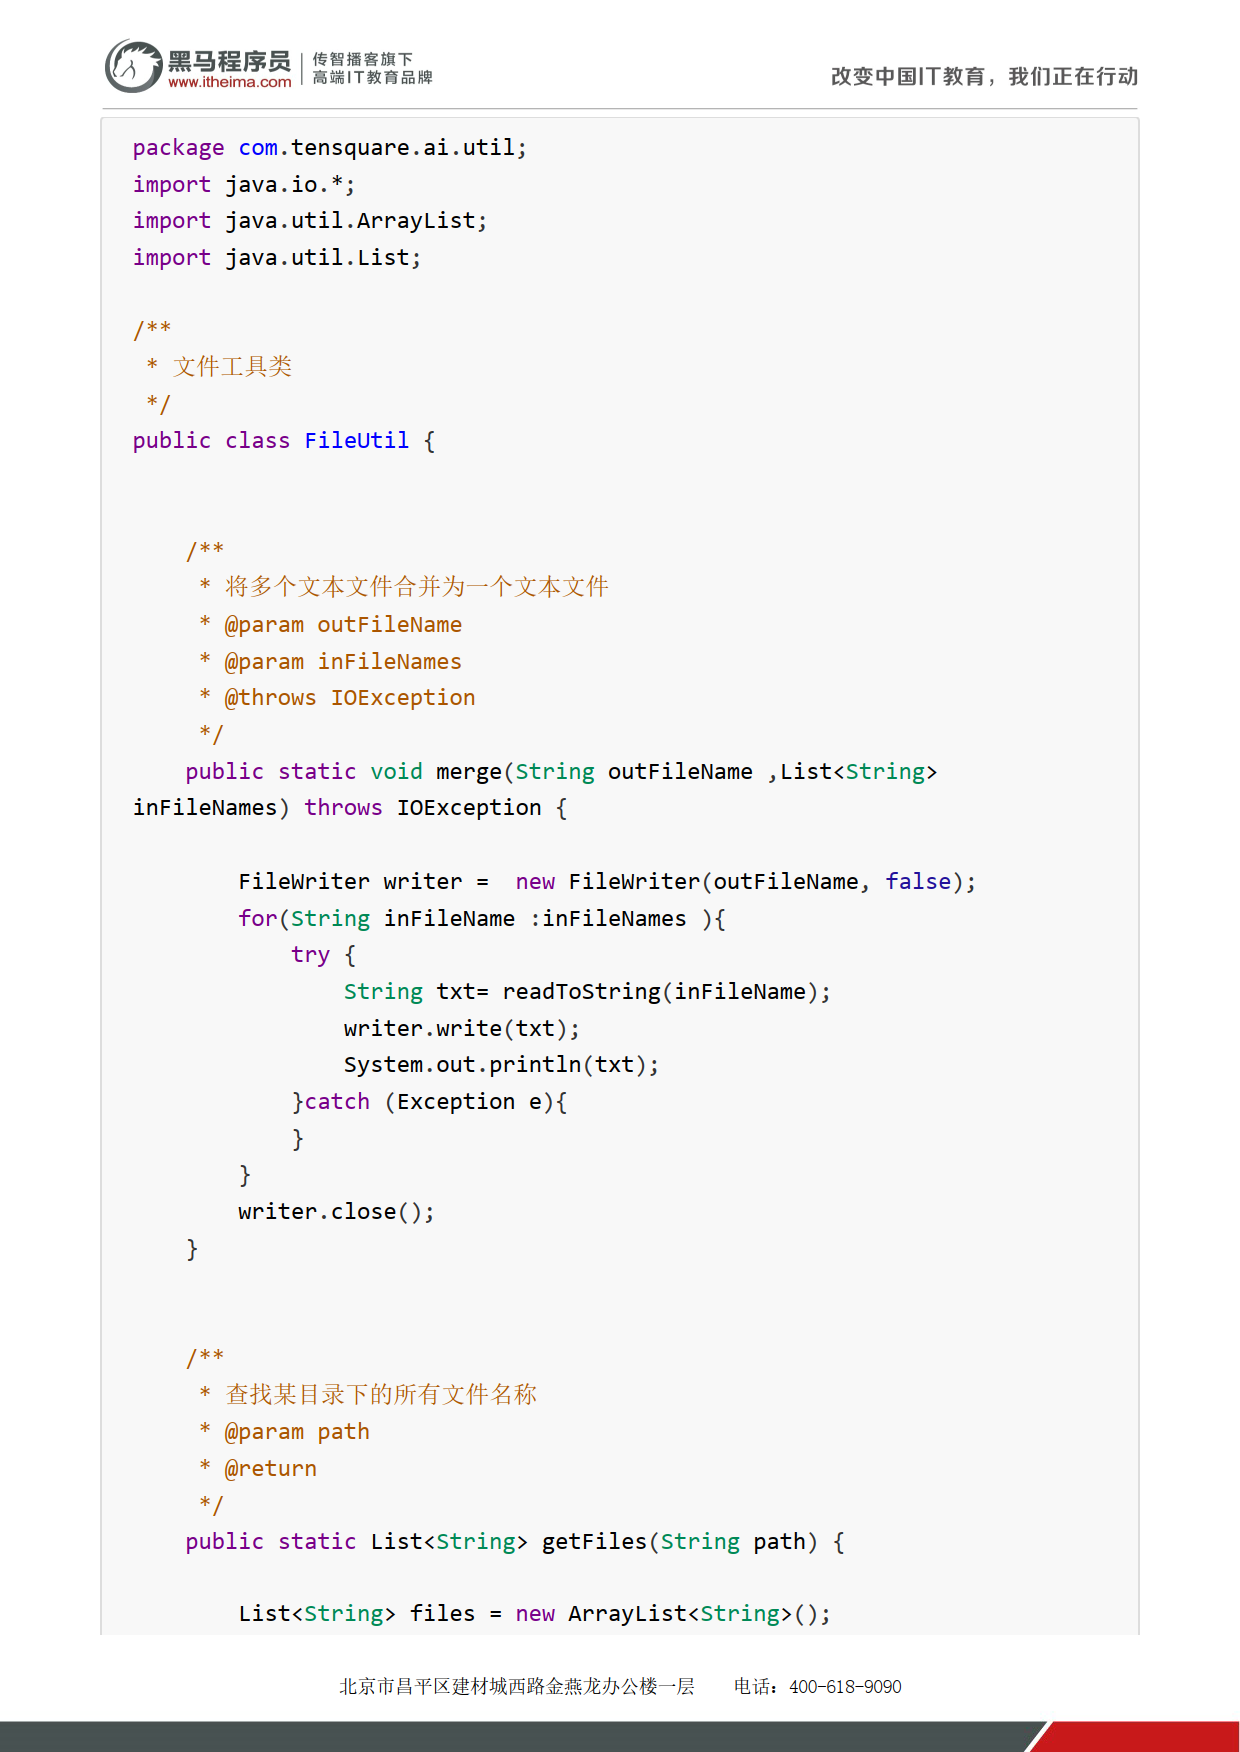 黑马程序员
www.itheima.com
传智播客旗下
高端IT教育品牌
改变中国IT教育，我们正在行动
package com.tensquare.ai.util;
import java.io.*;
import java.util.ArrayList;
import java.util.List;
/**
 * 文件工具类
 */
public class FileUtil {
    /**
     * 将多个文本文件合并为一个文本文件
     * @param outFileName
     * @param inFileNames
     * @throws IOException
     */
    public static void merge(String outFileName ,List<String>
inFileNames) throws IOException {
        FileWriter writer =  new FileWriter(outFileName, false);
        for(String inFileName :inFileNames ){
            try {
                String txt= readToString(inFileName);
                writer.write(txt);
                System.out.println(txt);
            }catch (Exception e){
            }
        }
        writer.close();
    }
    /**
     * 查找某目录下的所有文件名称
     * @param path
     * @return
     */
    public static List<String> getFiles(String path) {
        List<String> files = new ArrayList<String>();
北京市昌平区建材城西路金燕龙办公楼一层    电话：400-618-9090